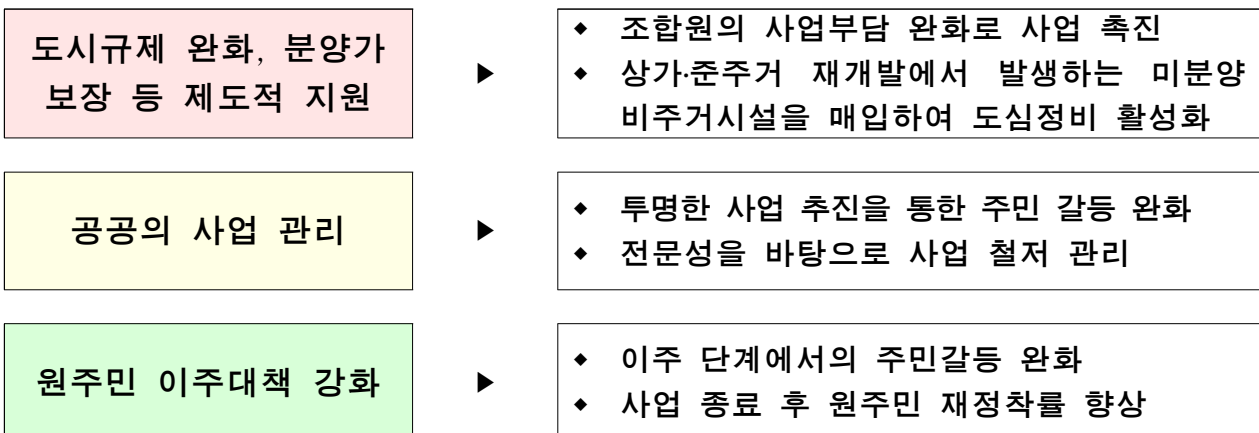 도시규제 완화, 분양가
보장 등 제도적 지원
▶
◆ 조합원의 사업부담 완화로 사업 촉진
◆ 상가·준주거 재개발에서 발생하는 미분양
비주거시설을 매입하여 도심정비 활성화
공공의 사업 관리
▶
◆ 투명한 사업 추진을 통한 주민 갈등 완화
◆ 전문성을 바탕으로 사업 철저 관리
원주민 이주대책 강화
▶
◆ 이주 단계에서의 주민갈등 완화
◆ 사업 종료 후 원주민 재정착률 향상